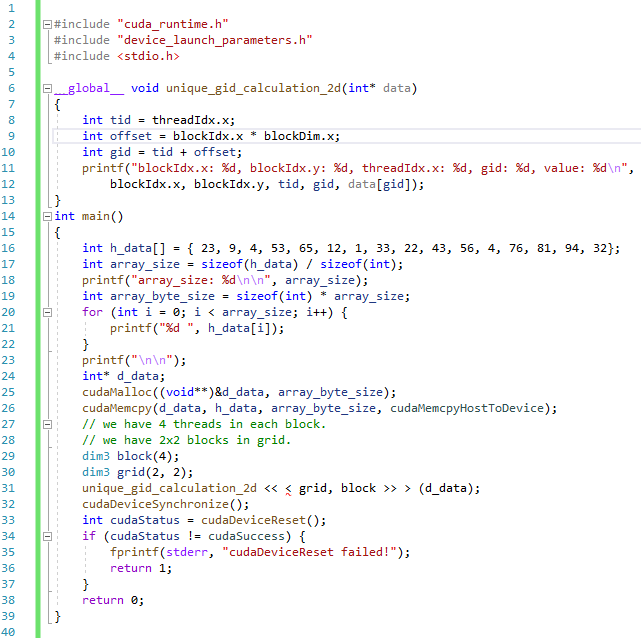 1
2 #include "cuda_runtime.h"
3 #include "device_launch_parameters.h"
4 #include <stdio.h>
5
6 __global__ void unique_gid_calculation_2d(int* data)
7 {
8     int tid = threadIdx.x;
9     int offset = blockIdx.x * blockDim.x;
10     int gid = tid + offset;
11     printf("blockIdx.x: %d, blockIdx.y: %d, threadIdx.x: %d, gid: %d, value: %d\n",
12         blockIdx.x, blockIdx.y, tid, gid, data[gid]);
13 }
14 int main()
15 {
16     int h_data[] = { 23, 9, 4, 53, 65, 12, 1, 33, 22, 43, 56, 4, 76, 81, 94, 32};
17     int array_size = sizeof(h_data) / sizeof(int);
18     printf("array_size: %d\n\n", array_size);
19     int array_byte_size = sizeof(int) * array_size;
20     for (int i = 0; i < array_size; i++) {
21         printf("%d ", h_data[i]);
22     }
23     printf("\n\n");
24     int* d_data;
25     cudaMalloc((void**)&d_data, array_byte_size);
26     cudaMemcpy(d_data, h_data, array_byte_size, cudaMemcpyHostToDevice);
27     // we have 4 threads in each block.
28     // we have 2x2 blocks in grid.
29     dim3 block(4);
30     dim3 grid(2, 2);
31     unique_gid_calculation_2d << < grid, block >> > (d_data);
32     cudaDeviceSynchronize();
33     int cudaStatus = cudaDeviceReset();
34     if (cudaStatus != cudaSuccess) {
35         fprintf(stderr, "cudaDeviceReset failed!");
36         return 1;
37     }
38     return 0;
39 }
40